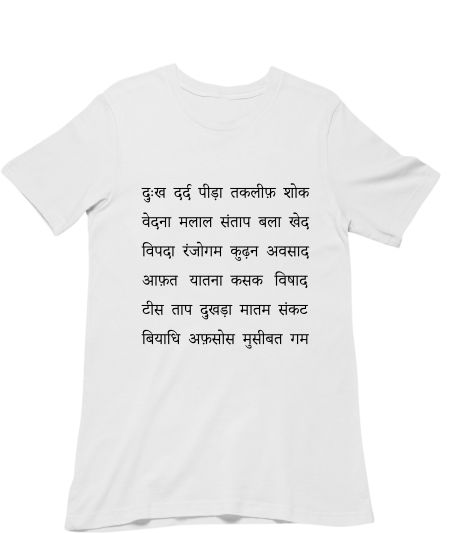 दुःख दर्द पीड़ा तकलीफ़ शोक
वेदना मलाल संताप बला खेद
विपदा रंजोगम कुढ़न अवसाद
आफ़त यातना कसक विषाद
टीस ताप दुखड़ा मातम संकट
बियाधि अफ़सोस मुसीबत गम